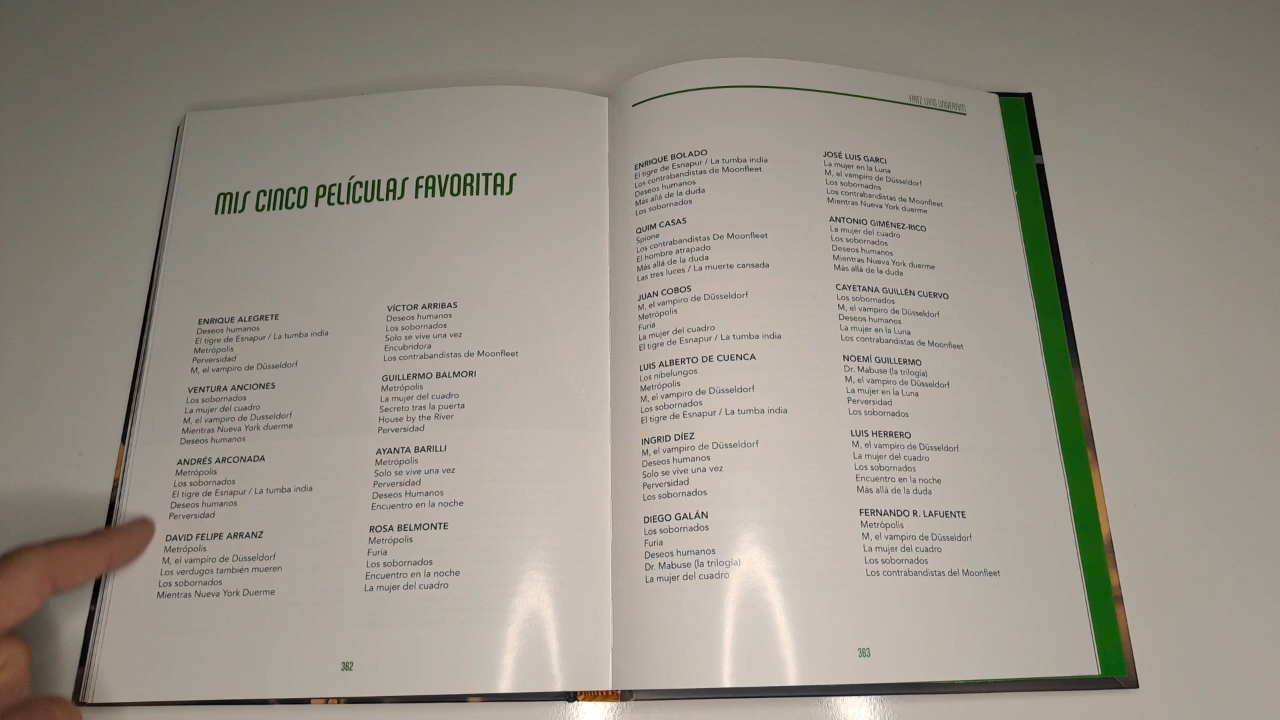 MIS CINCO PELÍCULAS FAVORITAS
ENRIQUE ALEGRETE
Deseos humanos
El tigre de Esnapur / La tumba india
Metrópolis
Perversidad
M, el vampiro de Düsseldorf
VENTURA ANCIONES
Los sobornados
La mujer del cuadro
M, el vampiro de Dusseldorf
Mientras Nueva York duerme
Deseos humanos
ANDRÉS ARCONADA
Metrópolis
Los sobornados
El tigre de Esnapur / La tumba india
Deseos humanos
Perversidad
DAVID FELIPE ARRANZ
Metrópolis
M, el vampiro de Düsseldorf
Los verdugos también mueren
Los sobornados
Mientras Nueva York Duerme
VÍCTOR ARRIBAS
Deseos humanos
Los sobornados
Solo se vive una vez
Encubridora
Los contrabandistas de Moonfleet
GUILLERMO BALMORI
Metrópolis
La mujer del cuadro
Secreto tras la puerta
House by the River
Perversidad
AYANTA BARILLI
Metrópolis
Solo se vive una vez
Perversidad
Deseos Humanos
Encuentro en la noche
ROSA BELMONTE
Metrópolis
Furia
Los sobornados
Encuentro en la noche
La mujer del cuadro
362
FRITZ LANG UNIVERSUM
ENRIQUE BOLADO
El tigre de Esnapur / La tumba india
Los contrabandistas de Moonfleet
Deseos humanos
Más allá de la duda
Los sobornados
QUIM CASAS
Spione
Los contrabandistas De Moonfleet
El hombre atrapado
Más allá de la duda
Las tres luces / La muerte cansada
JUAN COBOS
M, el vampiro de Düsseldorf
Metrópolis
Furia
La mujer del cuadro
El tigre de Esnapur / La tumba india
LUIS ALBERTO DE CUENCA
Los nibelungos
Metrópolis
M, el vampiro de Düsseldorf
Los sobornados
El tigre de Esnapur / La tumba india
INGRID DÍEZ
M, el vampiro de Düsseldorf
Deseos humanos
Solo se vive una vez
Perversidad
Los sobornados
DIEGO GALÁN
Los sobornados
Furia
Deseos humanos
Dr. Mabuse (la trilogía)
La mujer del cuadro
JOSÉ LUIS GARCI
La mujer en la Luna
M, el vampiro de Düsseldorf
Los sobornados
Los contrabandistas de Moonfleet
Mientras Nueva York duerme
ANTONIO GIMÉNEZ-RICO
La mujer del cuadro
Los sobornados
Deseos humanos
Mientras Nueva York duerme
Más allá de la duda
CAYETANA GUILLÉN CUERVO
Los sobornados
M, el vampiro de Düsseldorf
Deseos humanos
La mujer en la Luna
Los contrabandistas de Moonfleet
NOEMÍ GUILLERMO
Dr. Mabuse (la trilogía)
M, el vampiro de Düsseldorf
La mujer en la Luna
Perversidad
Los sobornados
LUIS HERRERO
M, el vampiro de Düsseldorf
La mujer del cuadro
Los sobornados
Encuentro en la noche
Más allá de la duda
FERNANDO R. LAFUENTE
Metrópolis
M, el vampiro de Düsseldorf
La mujer del cuadro
Los sobornados
Los contrabandistas del Moonfleet
363